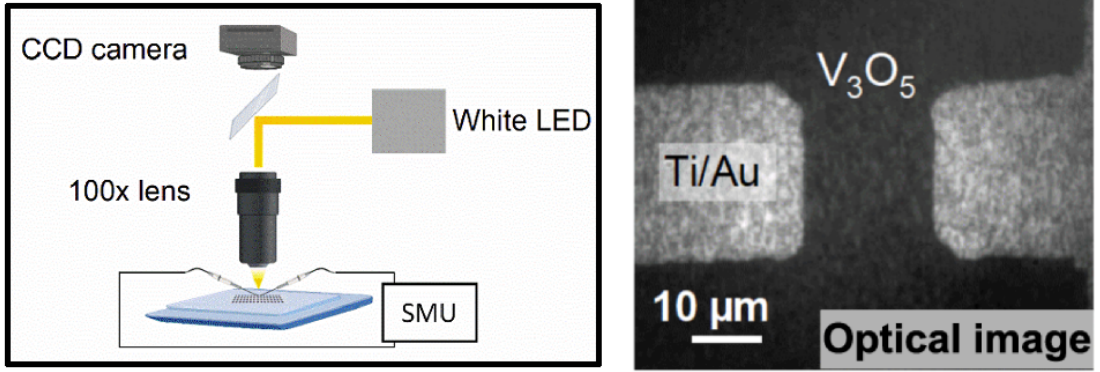 CCD camera
White LED
100x lens
SMU
V₃O₅
Ti/Au
10 μm
Optical image